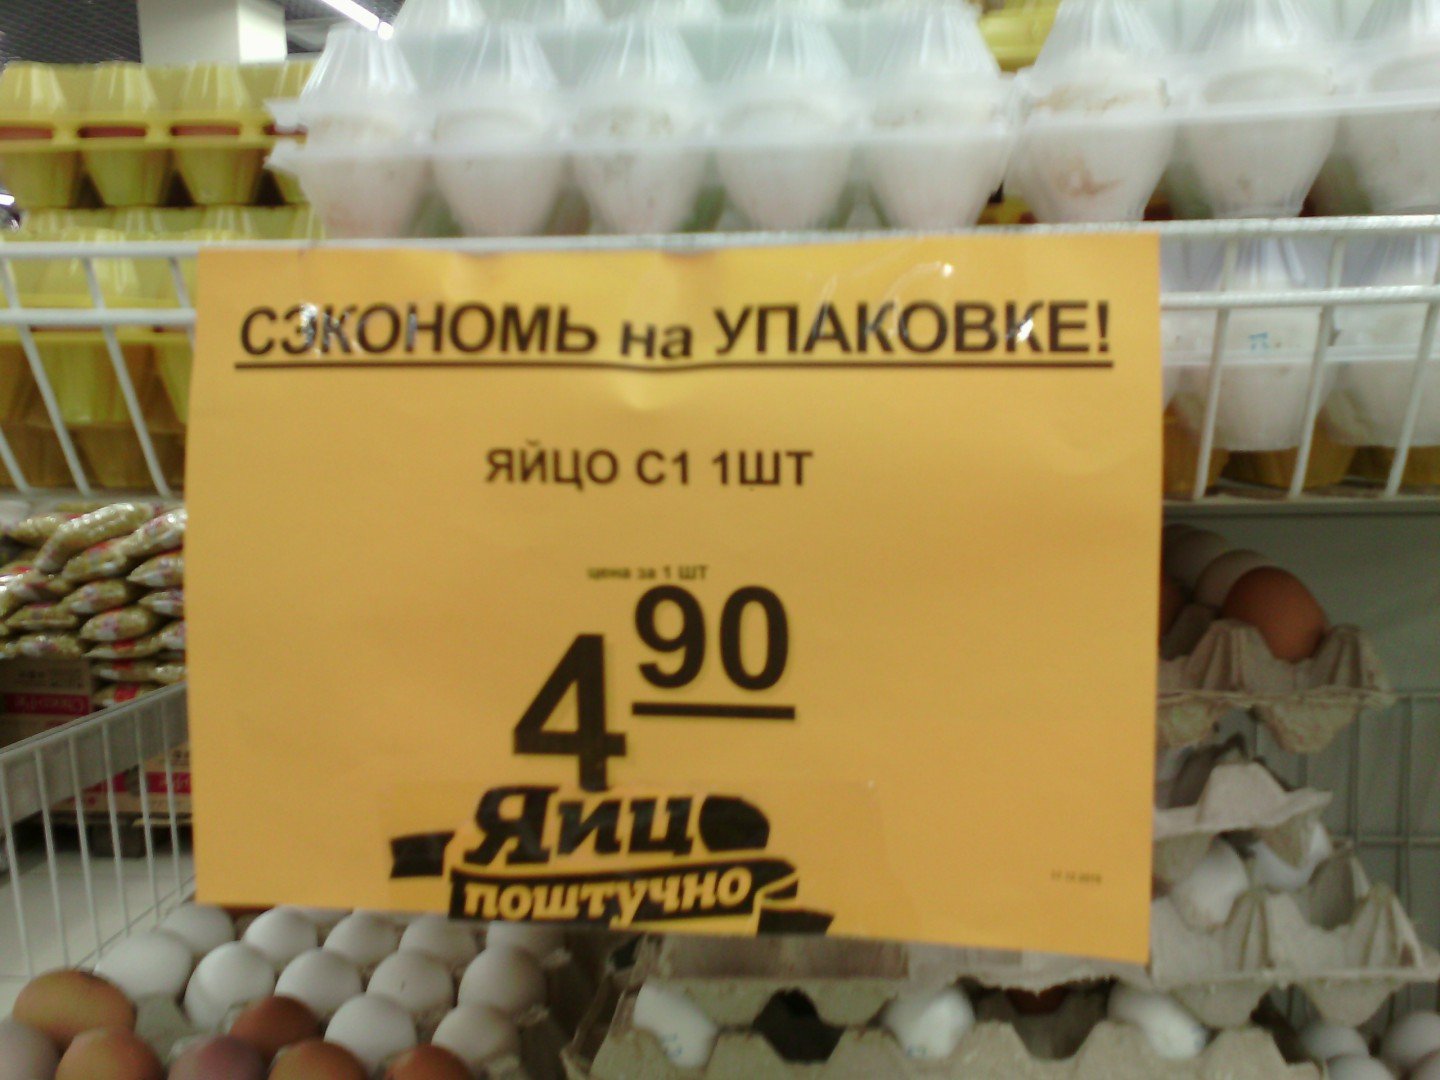 СЭКОНОМЬ на УПАКОВКЕ!
ЯЙЦО С1 1ШТ
цена за 1 ШТ
4 90
Яйцо
поштучно